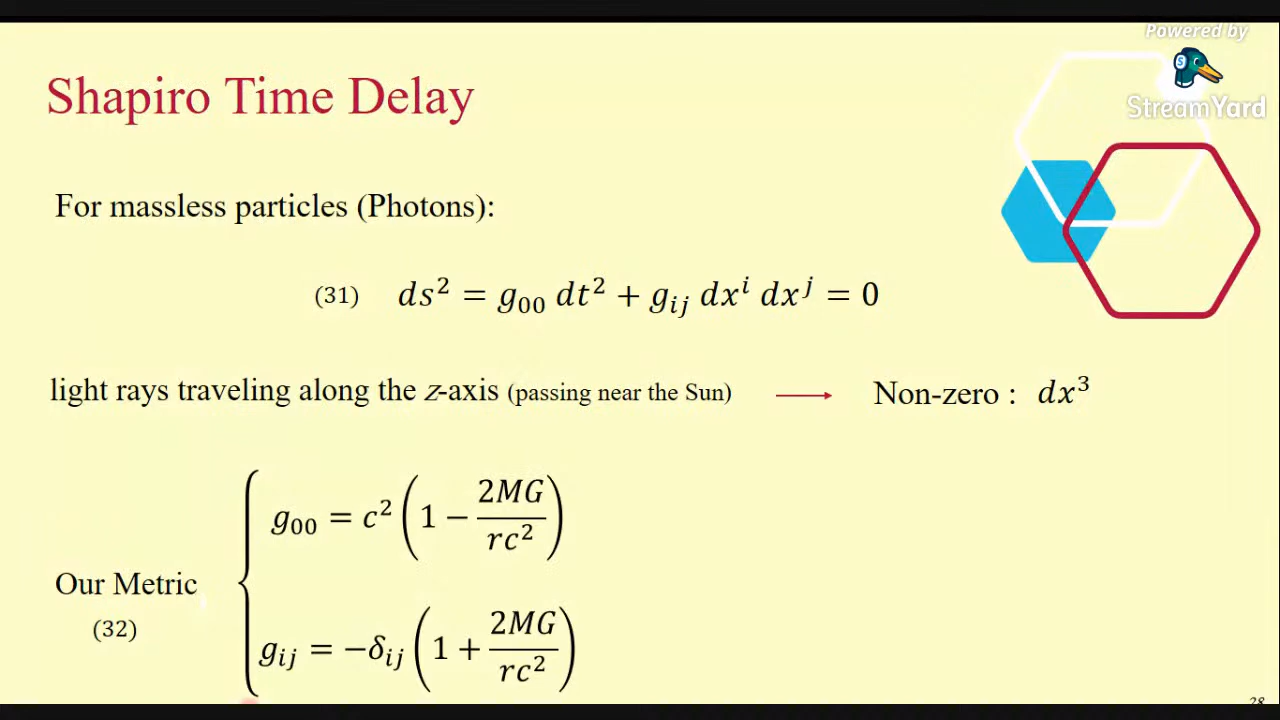 Powered by
StreamYard
Shapiro Time Delay
For massless particles (Photons):
(31) ds² = g₀₀ dt² + gᵢⱼ dxⁱ dxʲ = 0
light rays traveling along the z-axis (passing near the Sun) → Non-zero : dx³
g₀₀ = c² (1 − 2MG/rc²)
Our Metric
(32)
gᵢⱼ = −δᵢⱼ (1 + 2MG/rc²)
28